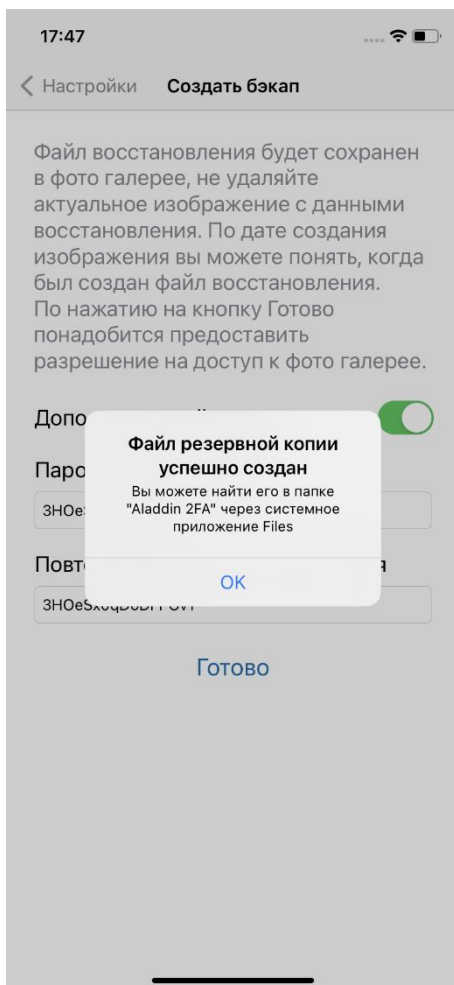 17:47
Настройки Создать бэкап
Файл восстановления будет сохранен
в фото галерее, не удаляйте
актуальное изображение с данными
восстановления. По дате создания
изображения вы можете понять, когда
был создан файл восстановления.
По нажатию на кнопку Готово
понадобится предоставить
разрешение на доступ к фото галерее.
Файл резервной копии
успешно создан
Вы можете найти его в папке
"Aladdin 2FA" через системное
приложение Files
OK
Готово